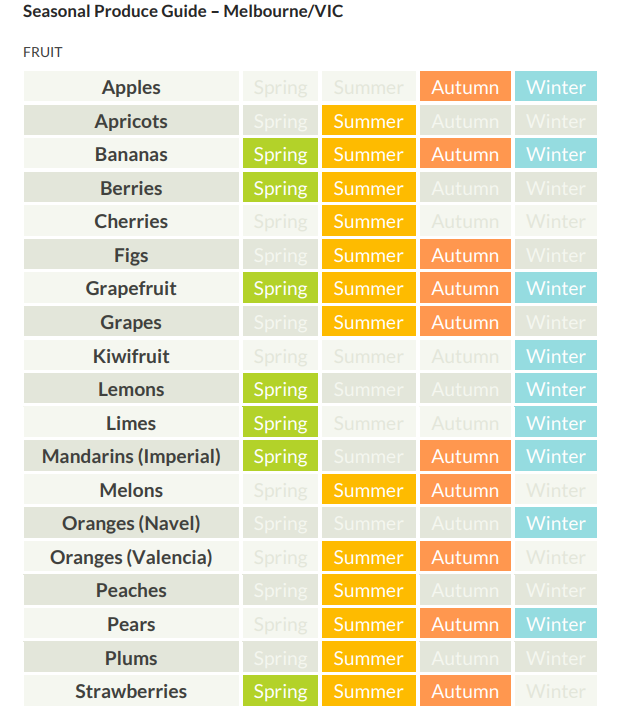 Seasonal Produce Guide – Melbourne/VIC
FRUIT
Apples Spring Summer Autumn Winter
Apricots Spring Summer Autumn Winter
Bananas Spring Summer Autumn Winter
Berries Spring Summer Autumn Winter
Cherries Spring Summer Autumn Winter
Figs Spring Summer Autumn Winter
Grapefruit Spring Summer Autumn Winter
Grapes Spring Summer Autumn Winter
Kiwifruit Spring Summer Autumn Winter
Lemons Spring Summer Autumn Winter
Limes Spring Summer Autumn Winter
Mandarins (Imperial) Spring Summer Autumn Winter
Melons Spring Summer Autumn Winter
Oranges (Navel) Spring Summer Autumn Winter
Oranges (Valencia) Spring Summer Autumn Winter
Peaches Spring Summer Autumn Winter
Pears Spring Summer Autumn Winter
Plums Spring Summer Autumn Winter
Strawberries Spring Summer Autumn Winter